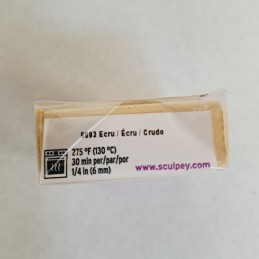 Ecru / Écru / Crudo
275 °F (130 °C)
30 min per/par/por
1/4 in (6 mm)
www.sculpey.com